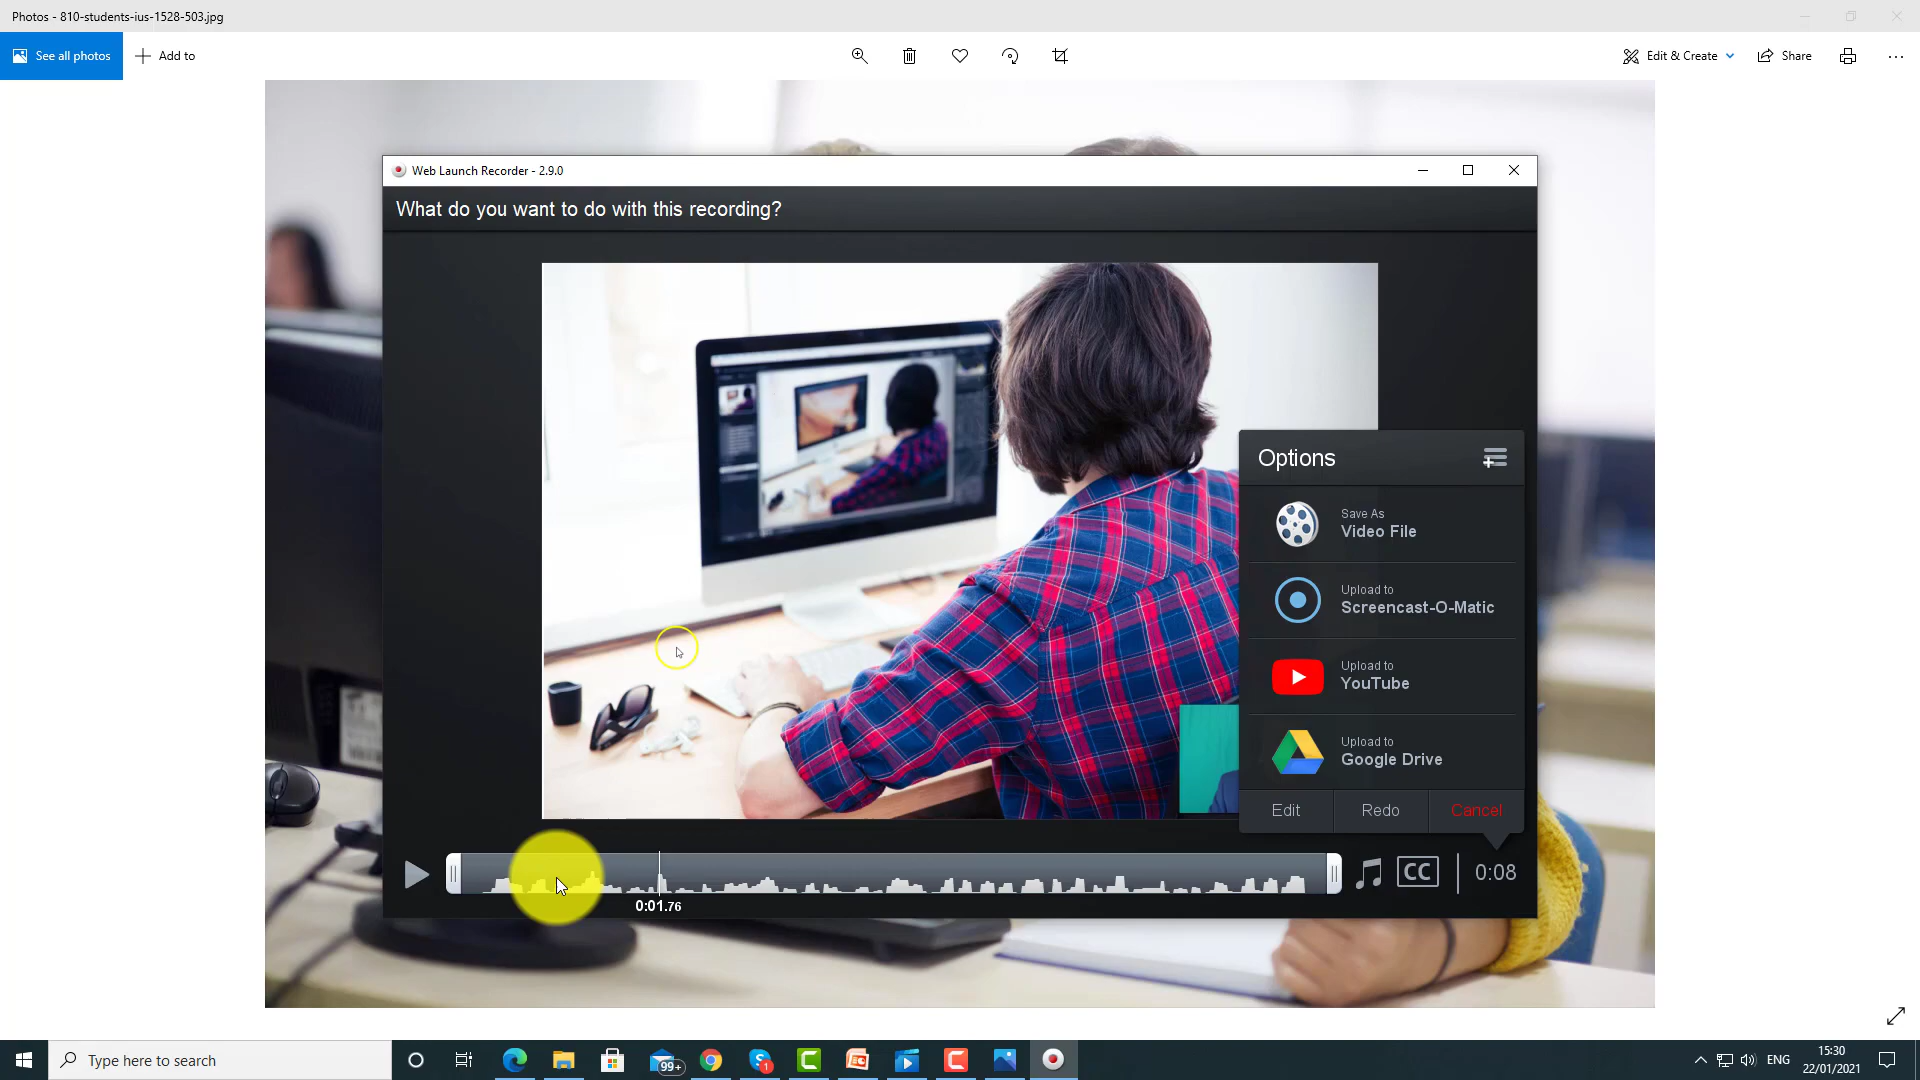 Photos - 810-students-ius-1528-503.jpg
See all photos
Add to
Edit & Create
Share
Web Launch Recorder - 2.9.0
What do you want to do with this recording?
Options
Save As
Video File
Upload to
Screencast-O-Matic
Upload to
YouTube
Upload to
Google Drive
Edit
Redo
Cancel
CC
0:08
0:01.76
Type here to search
99+
1
ENG
15:30
22/01/2021